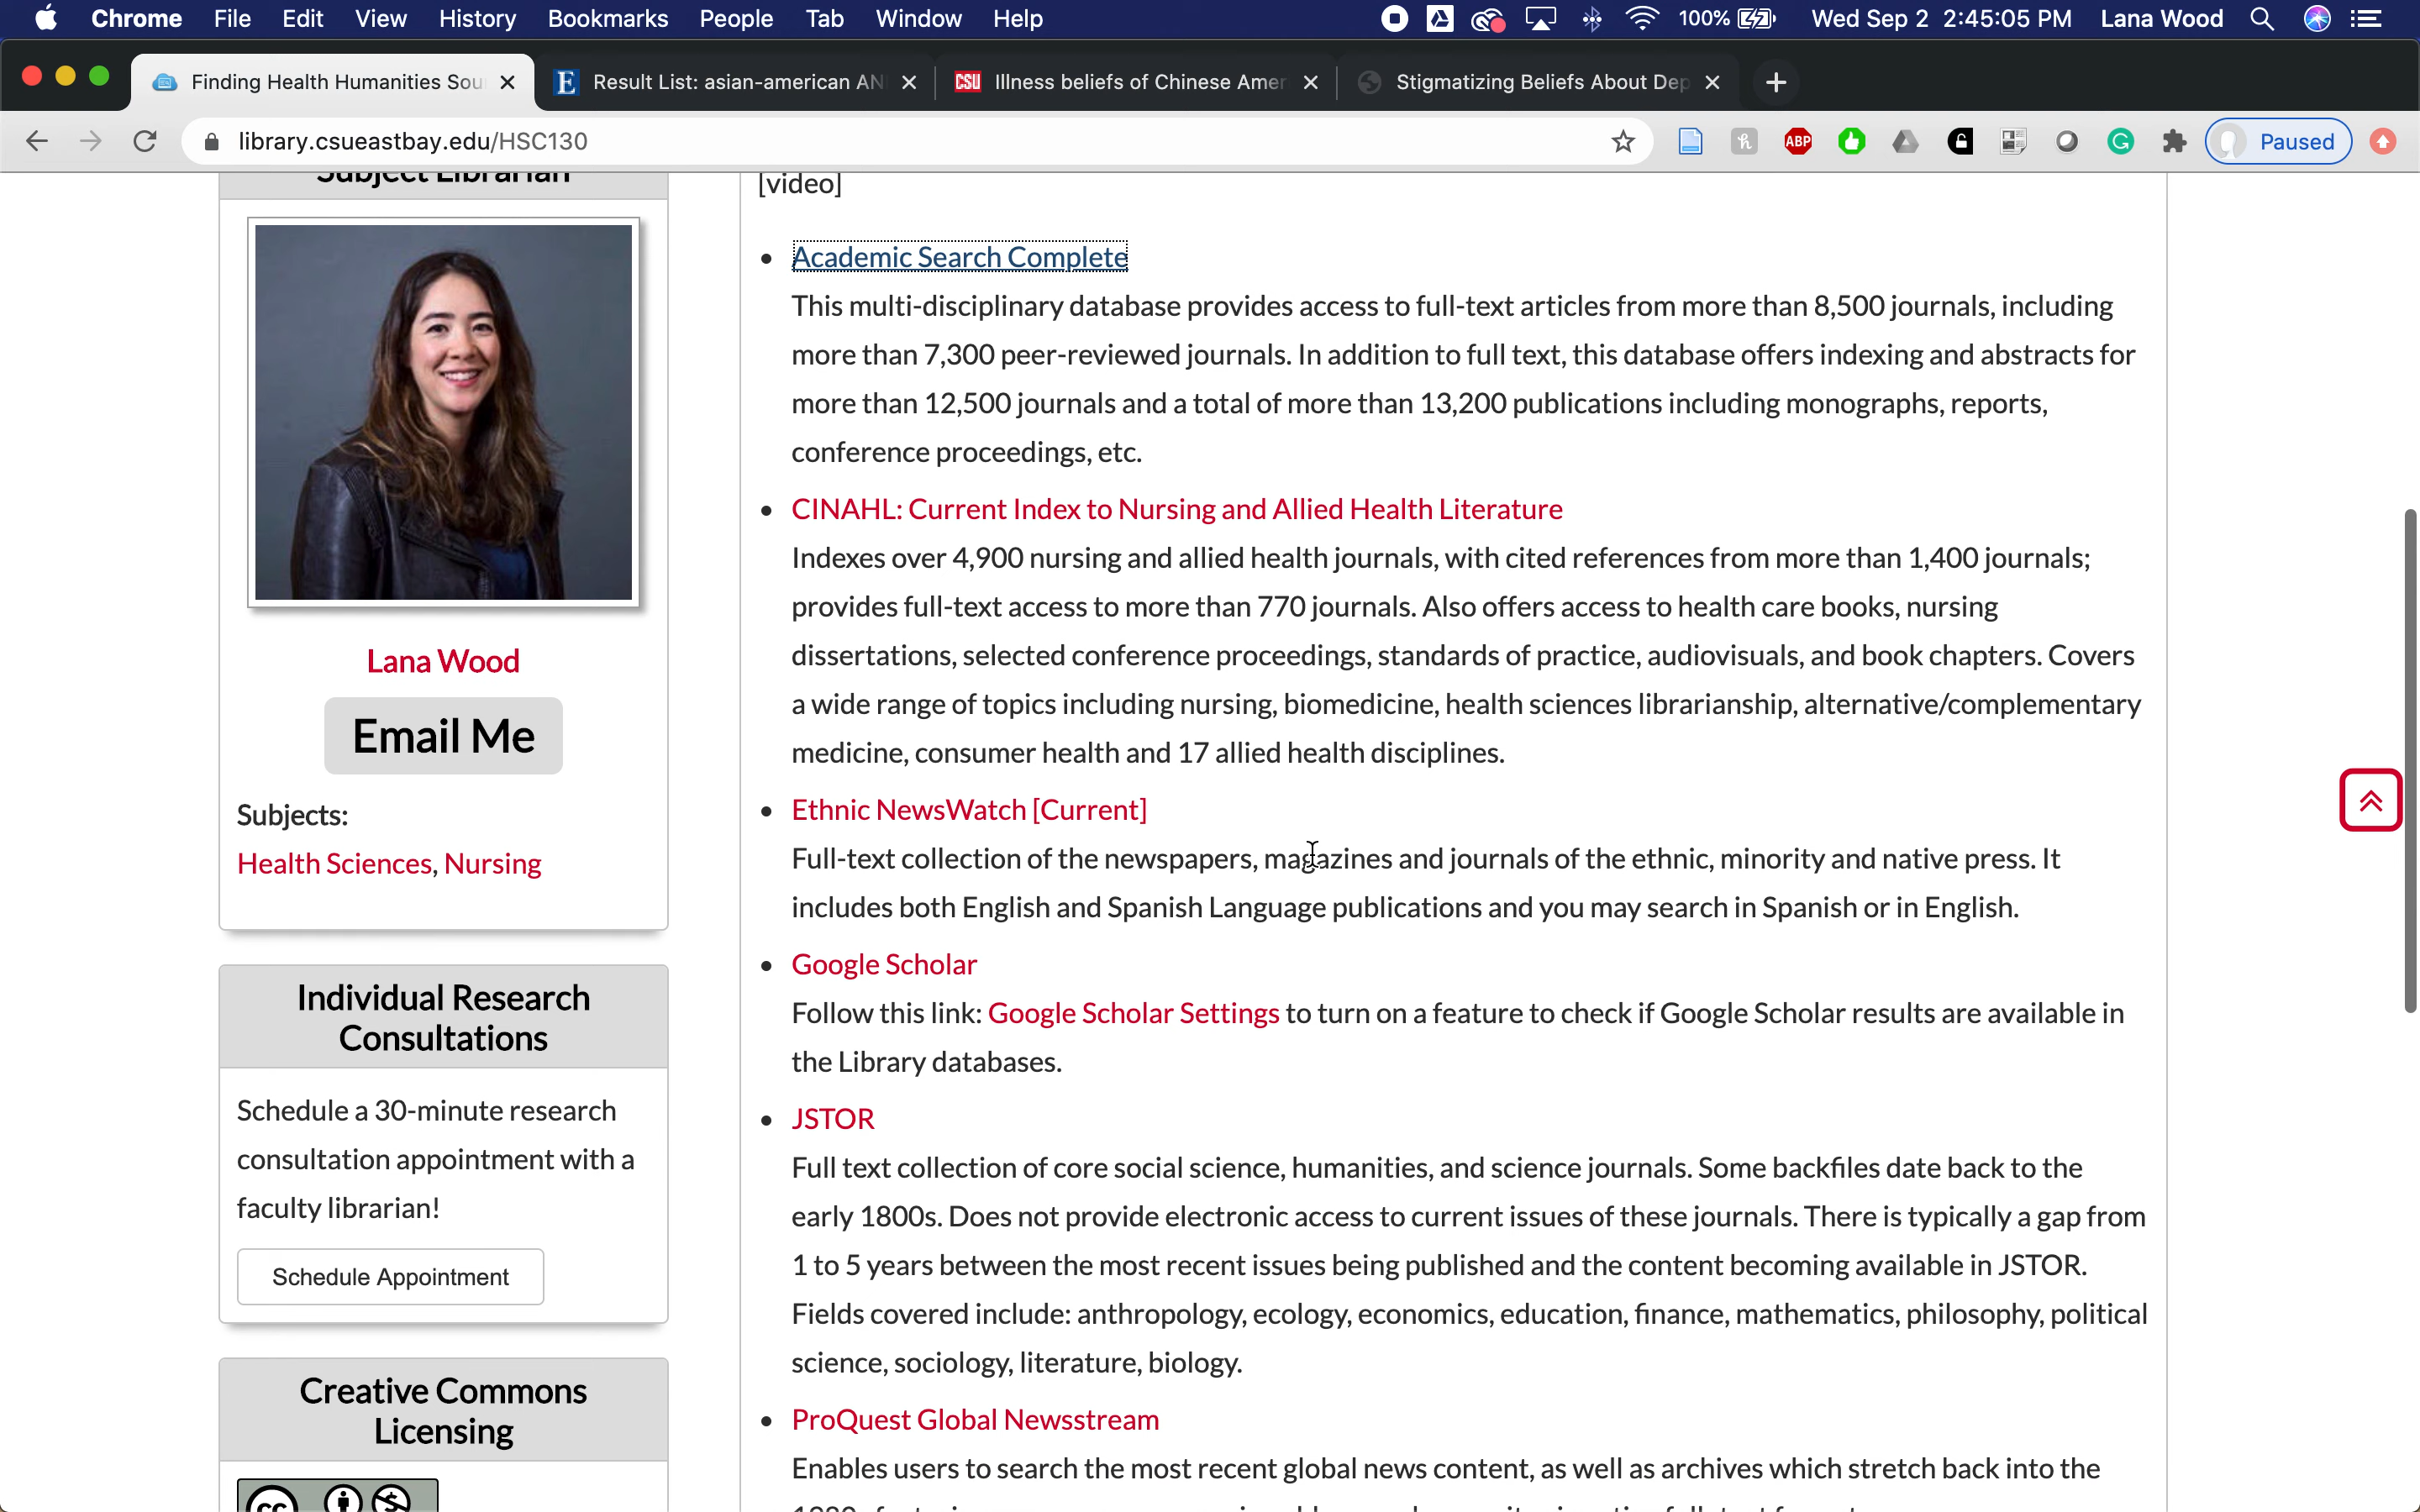 Chrome File Edit View History Bookmarks People Tab Window Help 100% Wed Sep 2 2:45:05 PM Lana Wood
Finding Health Humanities Sou
Result List: asian-american AN
CSU Illness beliefs of Chinese Amer
Stigmatizing Beliefs About Dep
library.csueastbay.edu/HSC130
ABP
Paused
Subject Librarian
Lana Wood
Email Me
Subjects:
Health Sciences, Nursing
Individual Research
Consultations
Schedule a 30-minute research
consultation appointment with a
faculty librarian!
Schedule Appointment
Creative Commons
Licensing
[video]
Academic Search Complete
This multi-disciplinary database provides access to full-text articles from more than 8,500 journals, including
more than 7,300 peer-reviewed journals. In addition to full text, this database offers indexing and abstracts for
more than 12,500 journals and a total of more than 13,200 publications including monographs, reports,
conference proceedings, etc.
CINAHL: Current Index to Nursing and Allied Health Literature
Indexes over 4,900 nursing and allied health journals, with cited references from more than 1,400 journals;
provides full-text access to more than 770 journals. Also offers access to health care books, nursing
dissertations, selected conference proceedings, standards of practice, audiovisuals, and book chapters. Covers
a wide range of topics including nursing, biomedicine, health sciences librarianship, alternative/complementary
medicine, consumer health and 17 allied health disciplines.
Ethnic NewsWatch [Current]
Full-text collection of the newspapers, magazines and journals of the ethnic, minority and native press. It
includes both English and Spanish Language publications and you may search in Spanish or in English.
Google Scholar
Follow this link: Google Scholar Settings to turn on a feature to check if Google Scholar results are available in
the Library databases.
JSTOR
Full text collection of core social science, humanities, and science journals. Some backfiles date back to the
early 1800s. Does not provide electronic access to current issues of these journals. There is typically a gap from
1 to 5 years between the most recent issues being published and the content becoming available in JSTOR.
Fields covered include: anthropology, ecology, economics, education, finance, mathematics, philosophy, political
science, sociology, literature, biology.
ProQuest Global Newsstream
Enables users to search the most recent global news content, as well as archives which stretch back into the